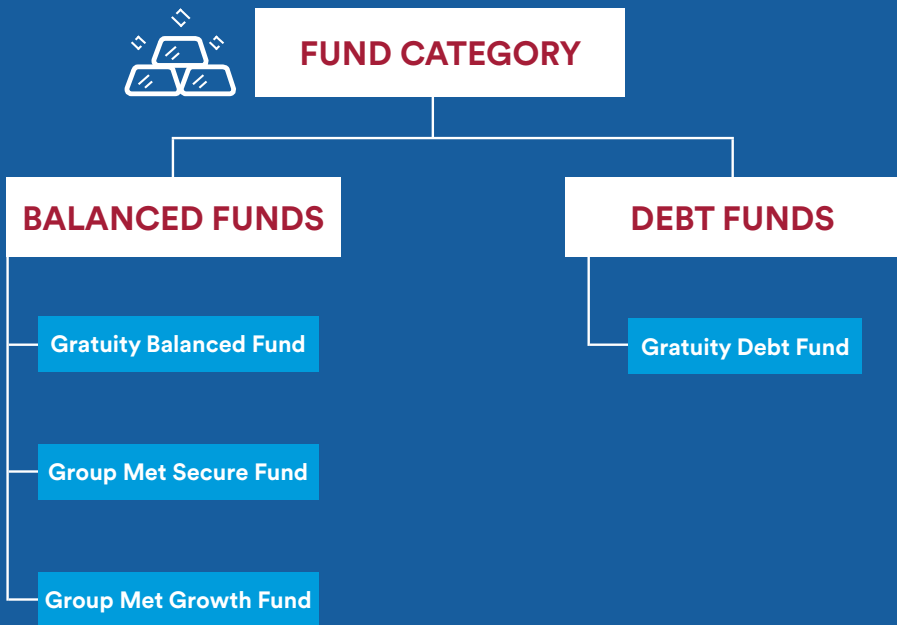 FUND CATEGORY
BALANCED FUNDS
DEBT FUNDS
Gratuity Balanced Fund
Gratuity Debt Fund
Group Met Secure Fund
Group Met Growth Fund